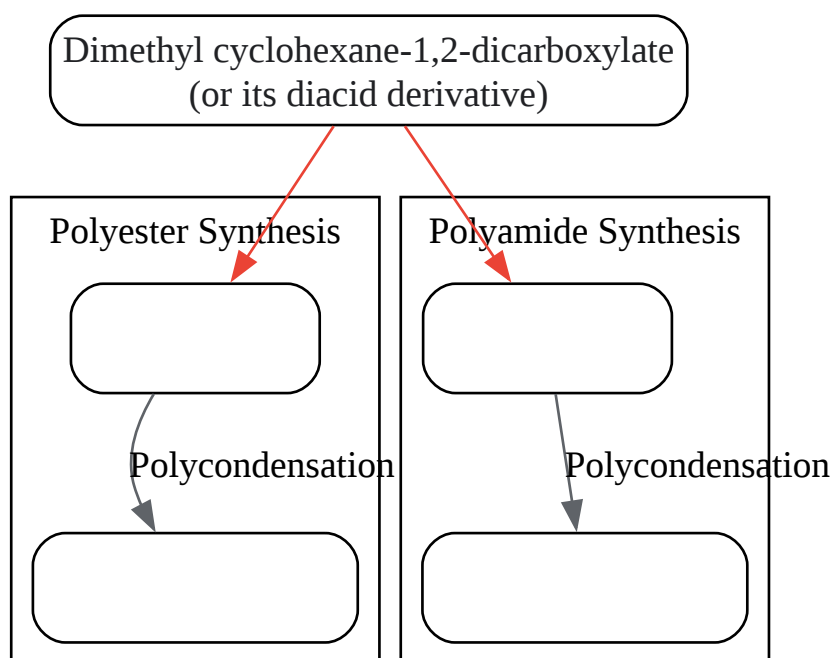 Dimethyl cyclohexane-1,2-dicarboxylate
(or its diacid derivative)
Polyester Synthesis
Polyamide Synthesis
Polycondensation
Polycondensation